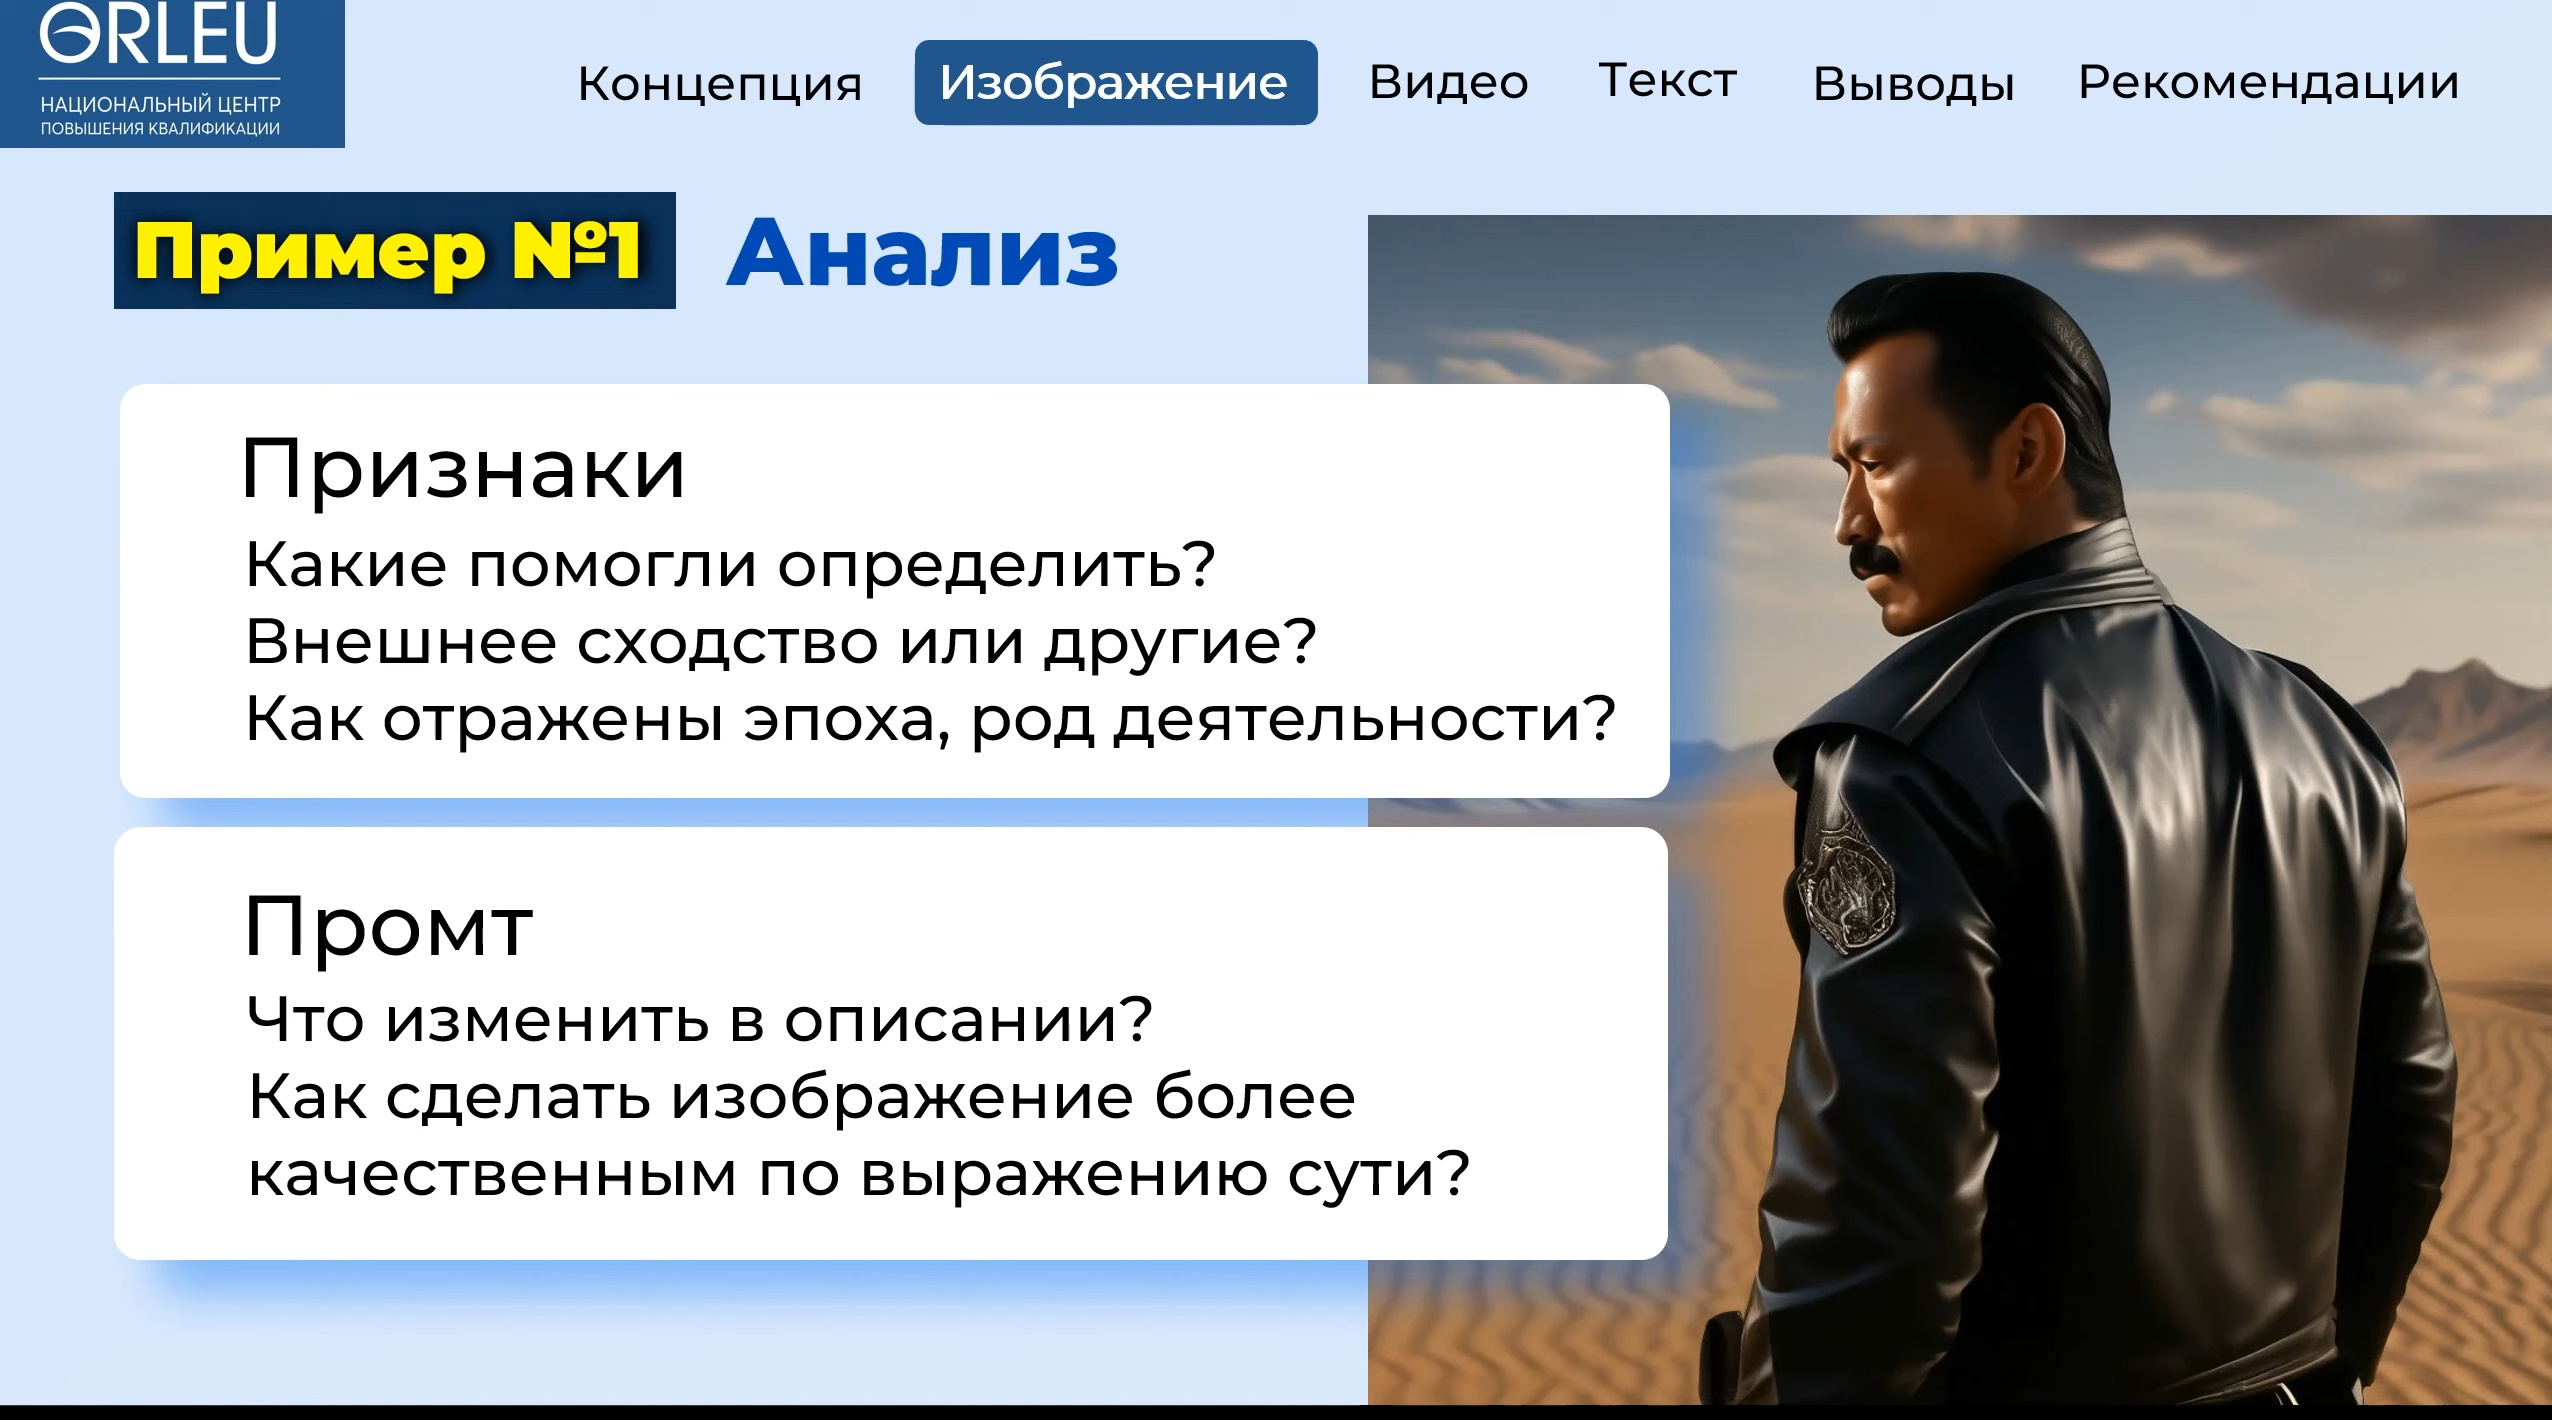 ӨRLEU
НАЦИОНАЛЬНЫЙ ЦЕНТР
ПОВЫШЕНИЯ КВАЛИФИКАЦИИ
Концепция Изображение Видео Текст Выводы Рекомендации
Пример №1 Анализ
Признаки
Какие помогли определить?
Внешнее сходство или другие?
Как отражены эпоха, род деятельности?
Промт
Что изменить в описании?
Как сделать изображение более
качественным по выражению сути?